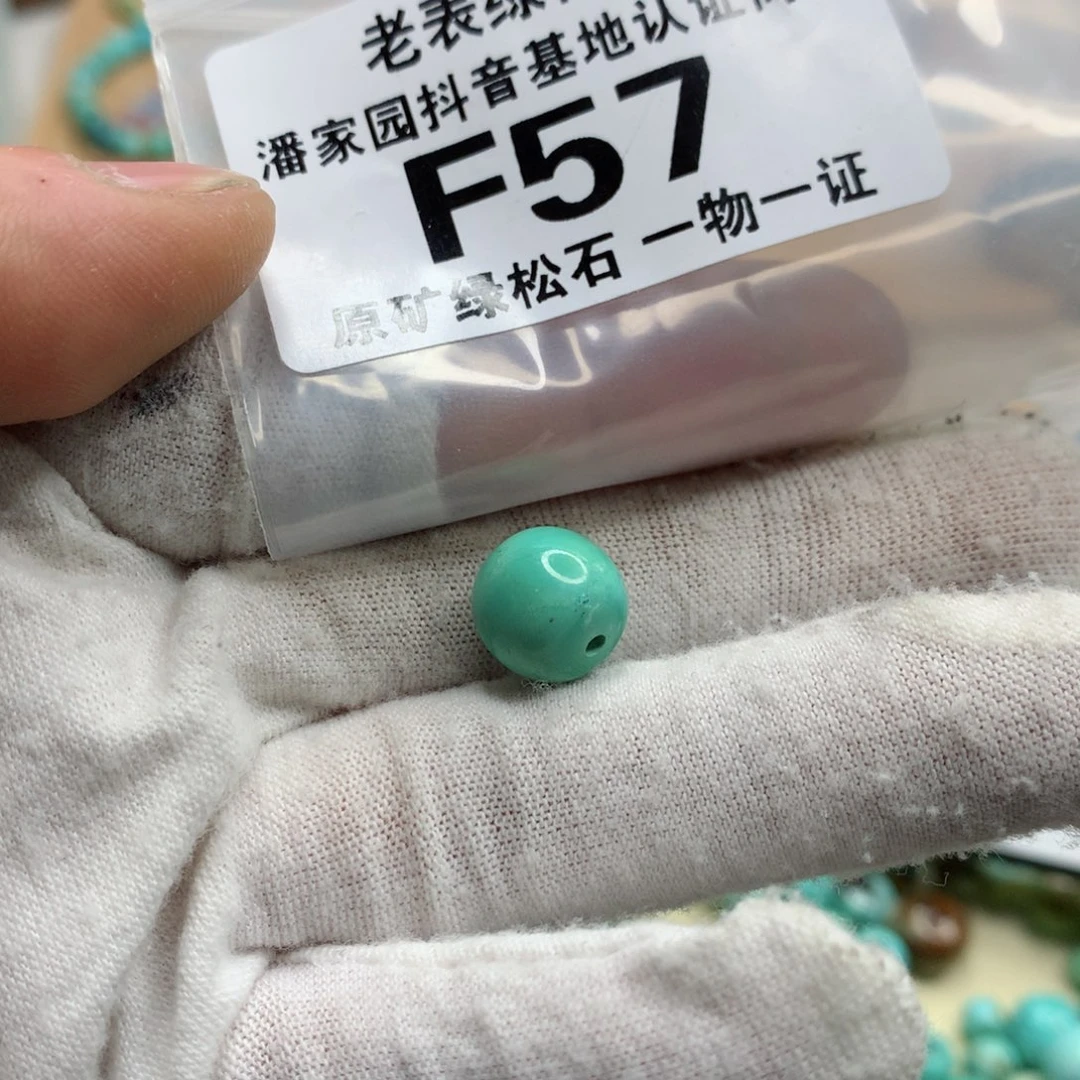 老表绿
潘家园抖音基地认证
F57
原矿绿松石 一物一证